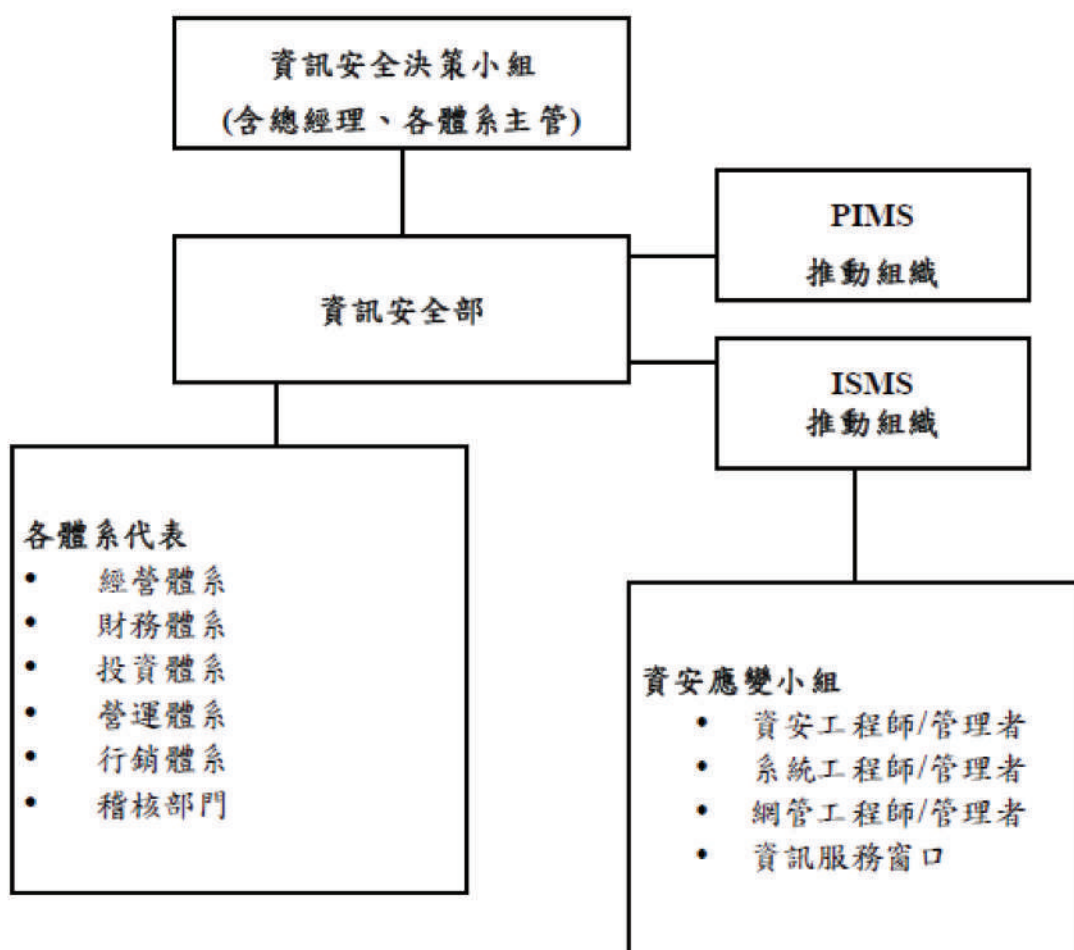 資訊安全決策小組
(含總經理、各體系主管)
PIMS
推動組織
資訊安全部
ISMS
推動組織
各體系代表
• 經營體系
• 財務體系
• 投資體系
• 營運體系
• 行銷體系
• 稽核部門
資安應變小組
• 資安工程師/管理者
• 系統工程師/管理者
• 網管工程師/管理者
• 資訊服務窗口